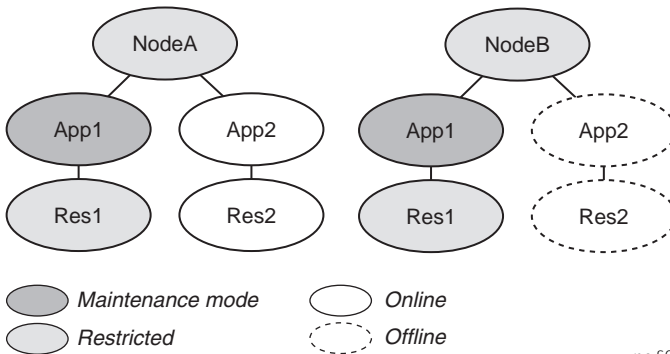 NodeA NodeB
App1 App2 App1 App2
Res1 Res2 Res1 Res2
Maintenance mode Online
Restricted Offline